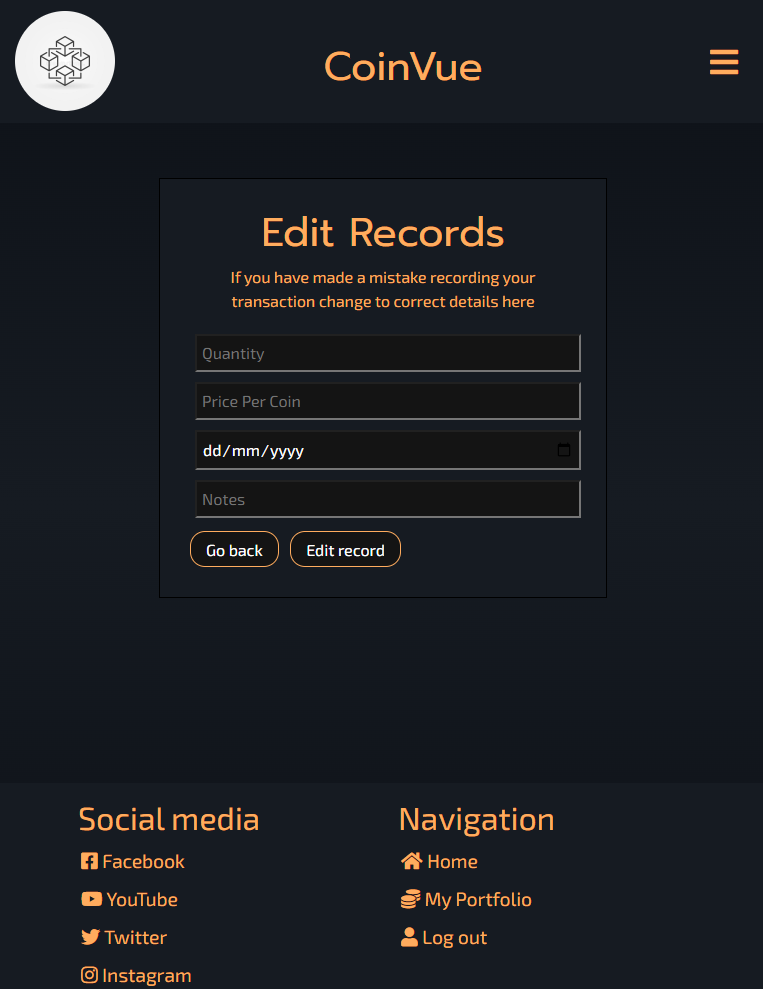 CoinVue
Edit Records
If you have made a mistake recording your
transaction change to correct details here
Quantity
Price Per Coin
dd/mm/yyyy
Notes
Go back
Edit record
Social media
Facebook
YouTube
Twitter
Instagram
Navigation
Home
My Portfolio
Log out